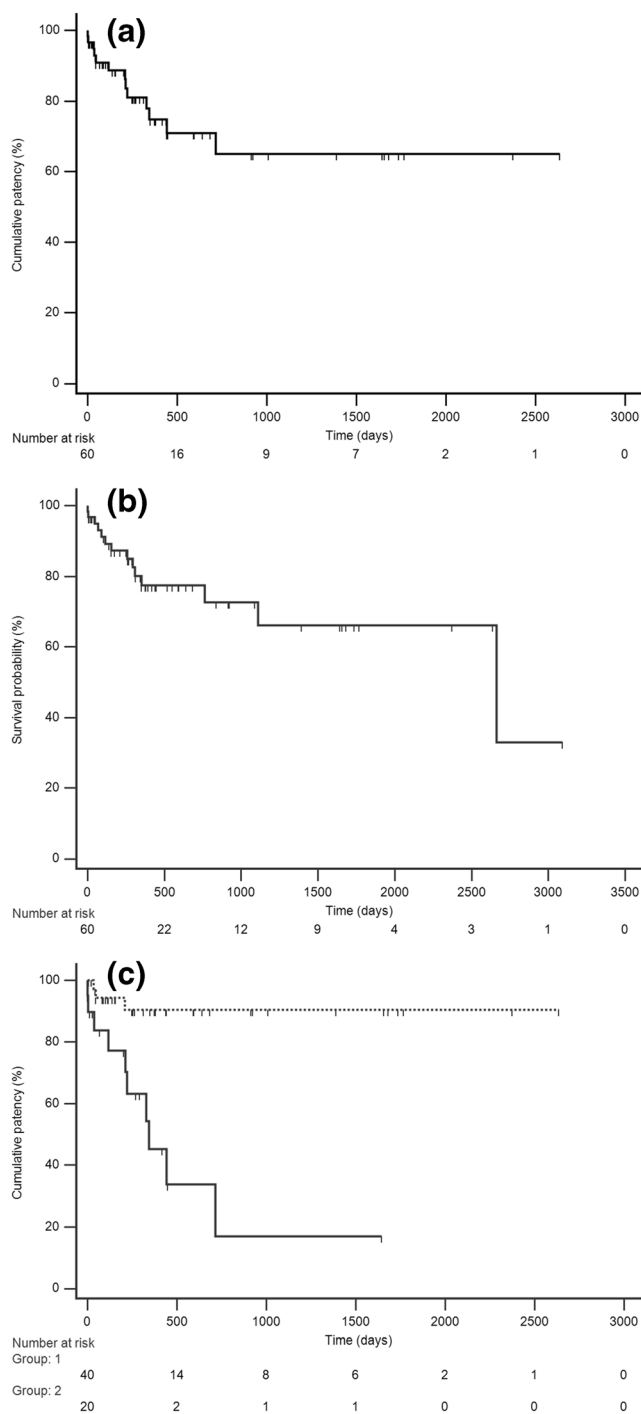 (a)
100
80
60
40
20
0
Cumulative patency (%)
0 500 1000 1500 2000 2500 3000
Time (days)
Number at risk
60 16 9 7 2 1 0
(b)
100
80
60
40
20
0
Survival probability (%)
0 500 1000 1500 2000 2500 3000 3500
Time (days)
Number at risk
60 22 12 9 4 3 1 0
(c)
100
80
60
40
20
0
Cumulative patency (%)
0 500 1000 1500 2000 2500 3000
Time (days)
Number at risk
Group: 1
40 14 8 6 2 1 0
Group: 2
20 2 1 1 0 0 0